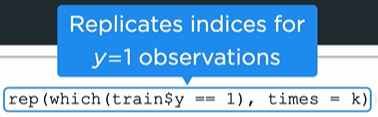 Replicates indices for
y=1 observations
rep(which(train$y == 1), times = k)